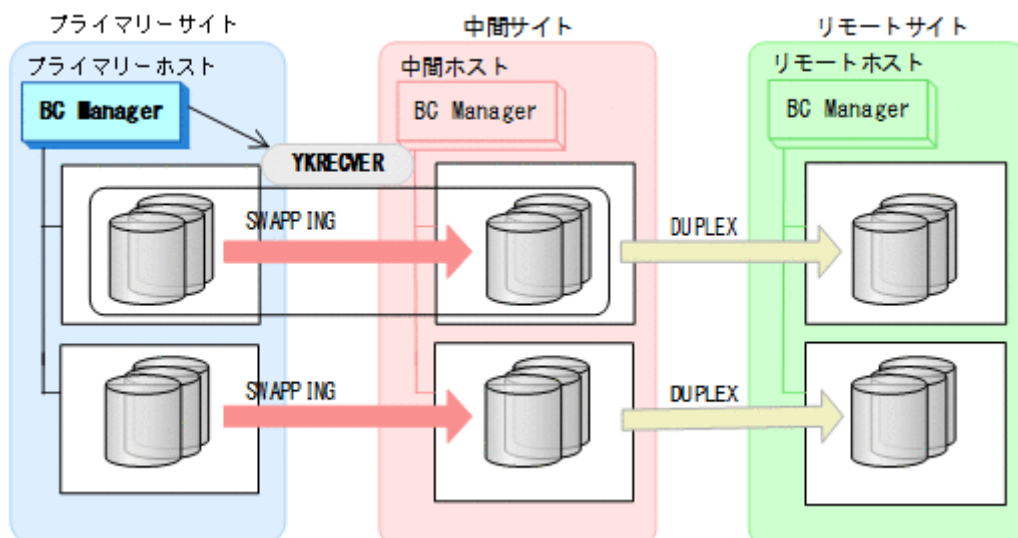 プライマリーサイト
中間サイト
リモートサイト
プライマリーホスト
中間ホスト
リモートホスト
BC Manager
BC Manager
BC Manager
YKRECVER
SWAPPING
DUPLEX
SWAPPING
DUPLEX